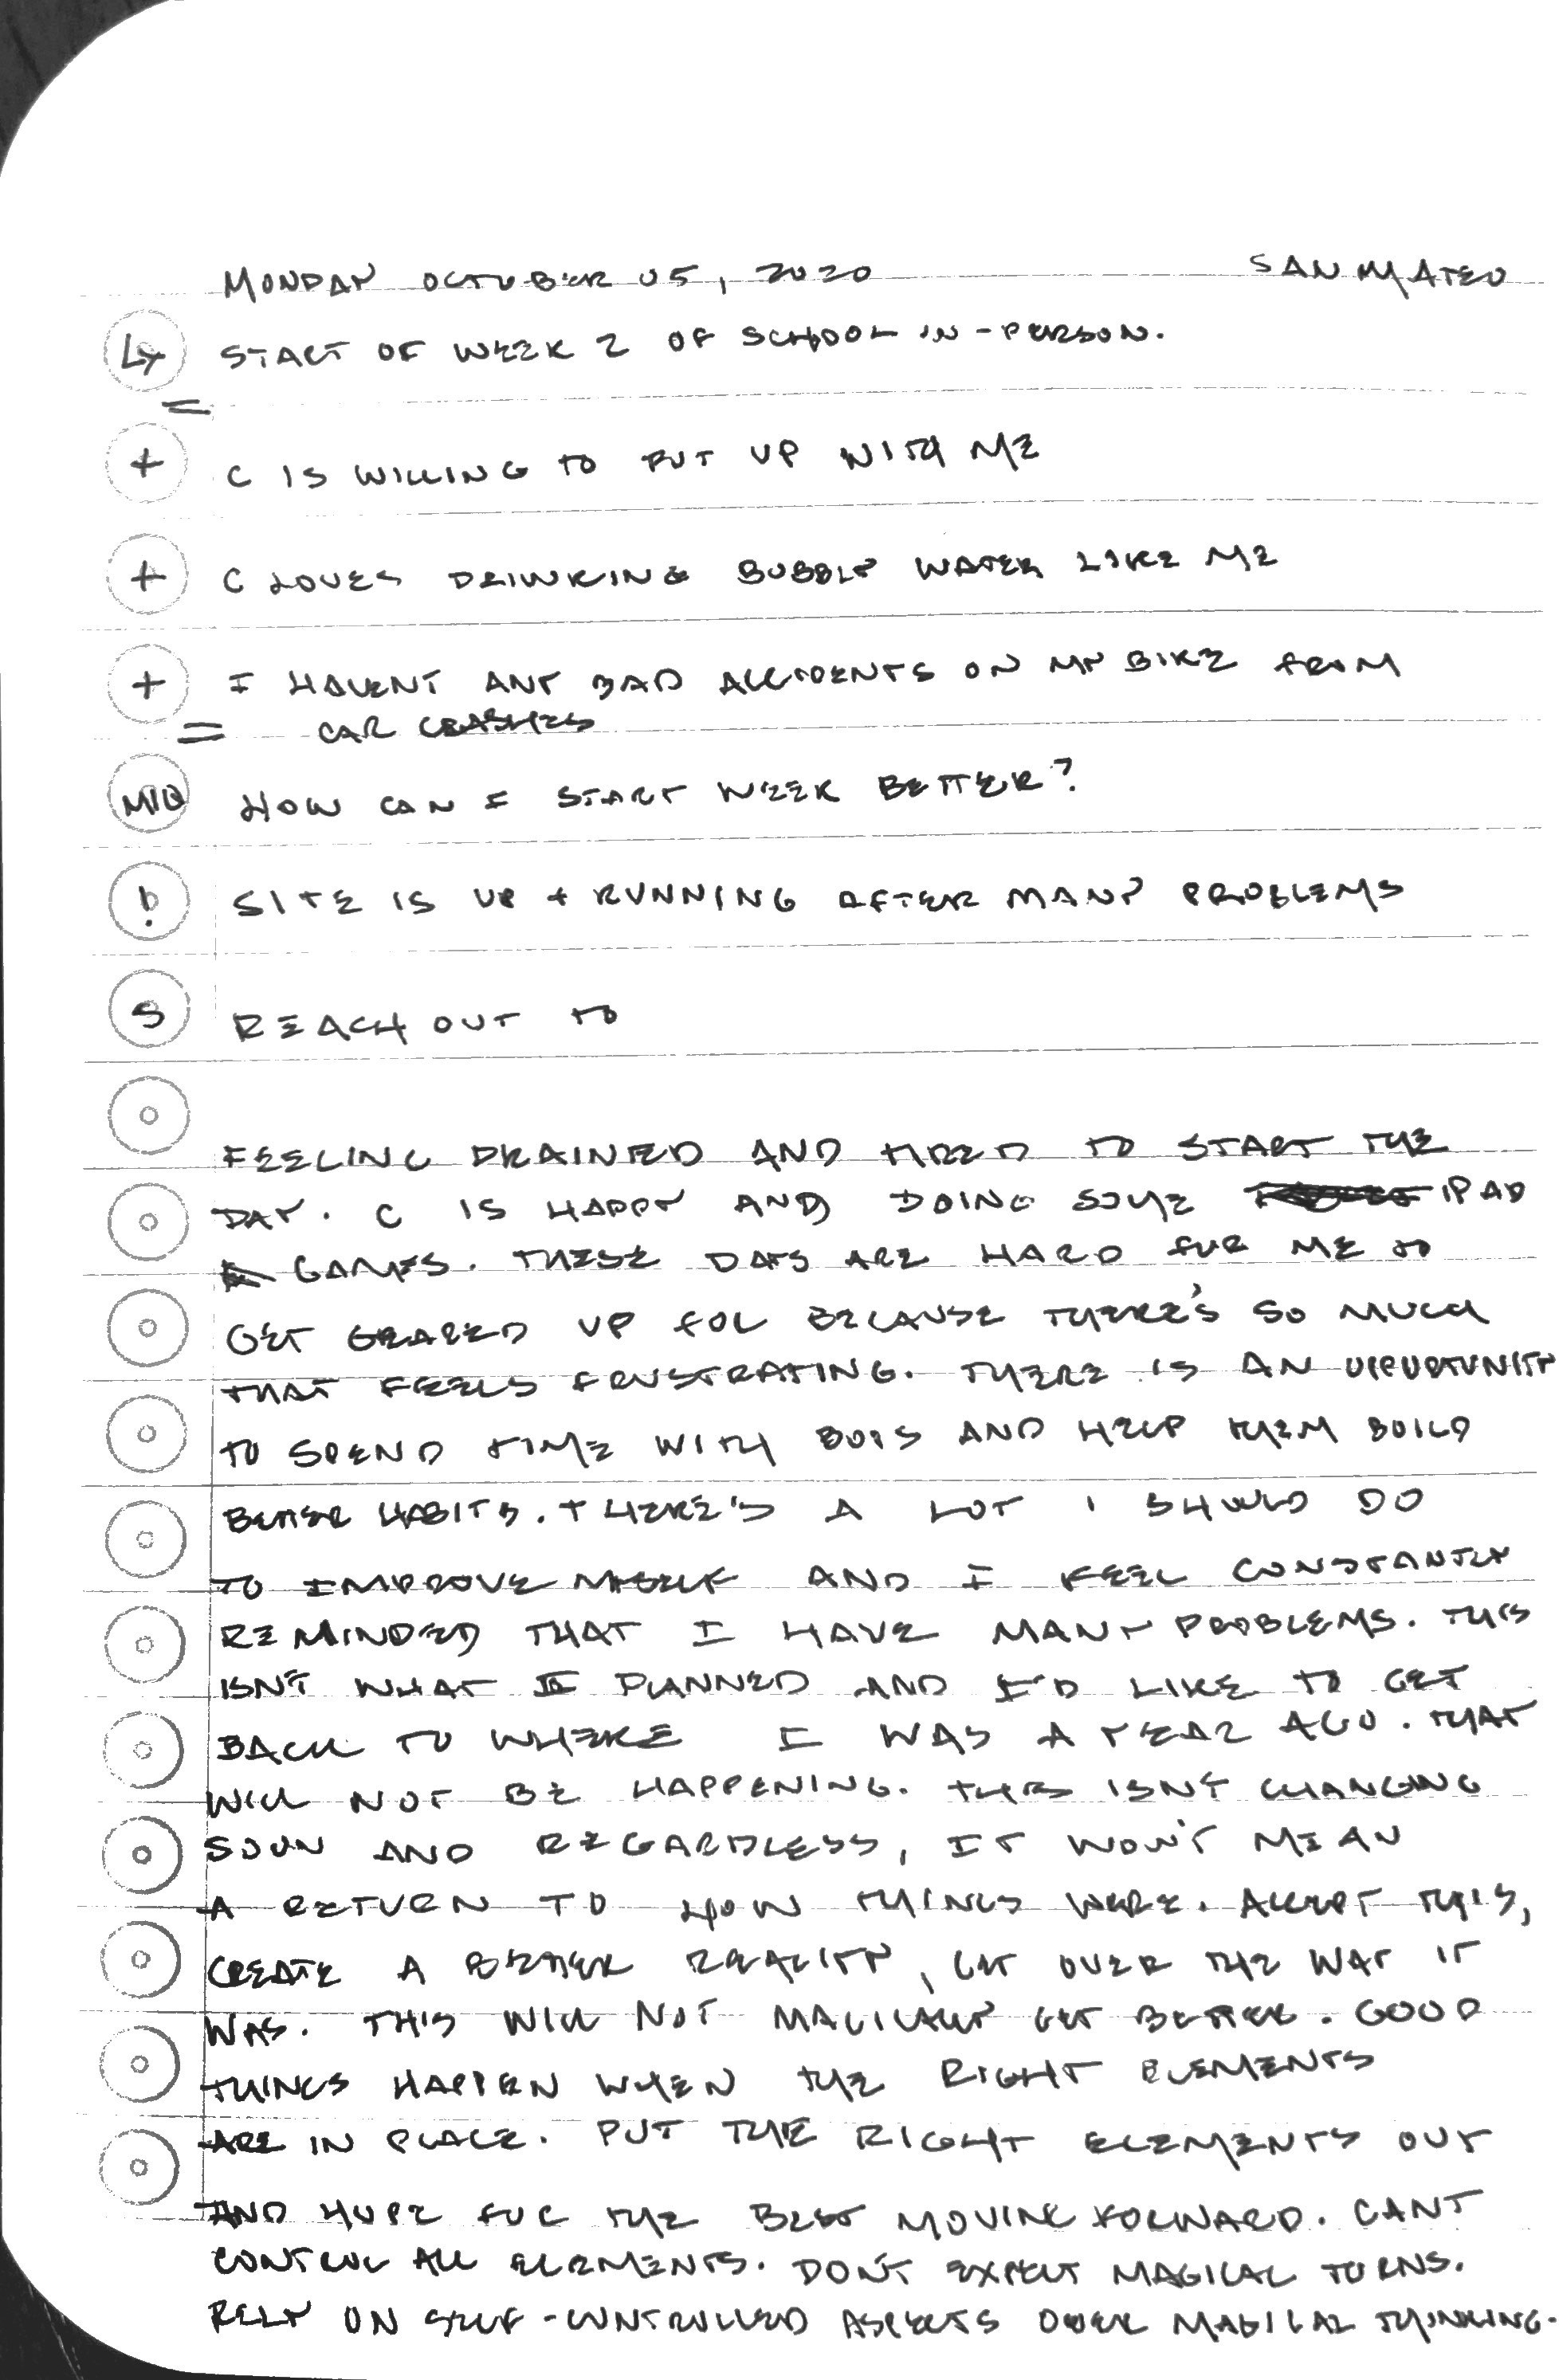 MONDAY OCTOBER 05, 2020 SAN MATEO
L> START OF WEEK 2 OF SCHOOL IN-PERSON.
=
+ C IS WILLING TO PUT UP WITH ME
+ C LOVES DRINKING BUBBLY WATER LIKE ME
+ I HAVENT ANY BAD ACCIDENTS ON MY BIKE FROM
= CAR CRASHES
MIQ HOW CAN I START WEEK BETTER?
! SITE IS UP + RUNNING AFTER MANY PROBLEMS
S REACH OUT TO
FEELING DRAINED AND TIRED TO START THE
DAY. C IS HAPPY AND DOING SOME IPAD
GAMES. THESE DAYS ARE HARD FOR ME TO
GET GEARED UP FOR BECAUSE THERE'S SO MUCH
THAT FEELS FRUSTRATING. THERE IS AN OPPORTUNITY
TO SPEND TIME WITH BOYS AND HELP THEM BUILD
BETTER HABITS. THERE'S A LOT I SHOULD DO
TO IMPROVE MYSELF AND I FEEL CONSTANTLY
REMINDED THAT I HAVE MANY PROBLEMS. THIS
ISN'T WHAT I PLANNED AND I'D LIKE TO GET
BACK TO WHERE I WAS A YEAR AGO. THAT
WILL NOT BE HAPPENING. THIS ISN'T CHANGING
SOON AND REGARDLESS, IT WON'T MEAN
A RETURN TO HOW THINGS WERE. ACCEPT THIS,
CREATE A BETTER REALITY, GET OVER THE WAY IT
WAS. THIS WILL NOT MAGICALLY GET BETTER. GOOD
THINGS HAPPEN WHEN THE RIGHT ELEMENTS
ARE IN PLACE. PUT THE RIGHT ELEMENTS OUT
AND HOPE FOR THE BEST MOVING FORWARD. CANT
CONTROL ALL ELEMENTS. DON'T EXPECT MAGICAL TURNS.
RELY ON SELF-CONTROLLED ASPECTS OVER MAGICAL THINKING.